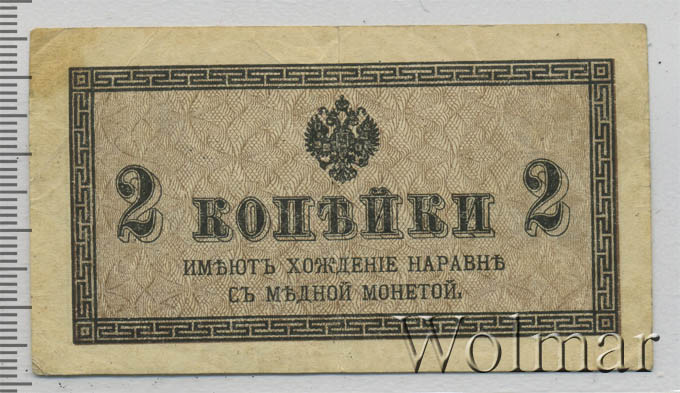 2 КОПѢЙКИ 2
ИМѢЮТЪ ХОЖДЕНІЕ НАРАВНѢ
СЪ МѢДНОЙ МОНЕТОЙ.
Wolmar